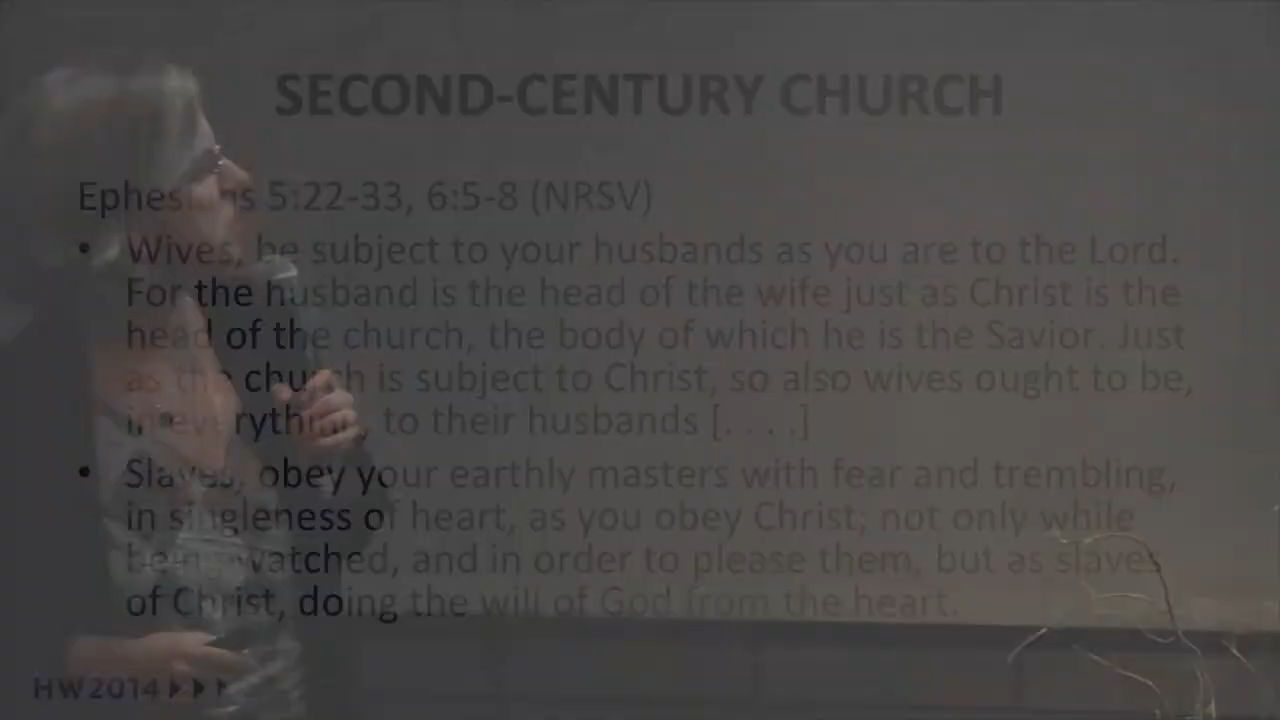 SECOND-CENTURY CHURCH
Ephesians 5:22-33, 6:5-8 (NRSV)
• Wives, be subject to your husbands as you are to the Lord.
For the husband is the head of the wife just as Christ is the
head of the church, the body of which he is the Savior. Just
as the church is subject to Christ, so also wives ought to be,
in everything, to their husbands [. . . .]
• Slaves, obey your earthly masters with fear and trembling,
in singleness of heart, as you obey Christ; not only while
being watched, and in order to please them, but as slaves
of Christ, doing the will of God from the heart.
HW2014